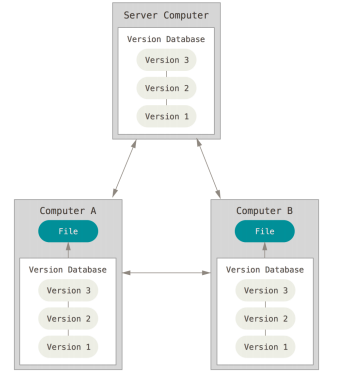 Server Computer
Version Database
Version 3
Version 2
Version 1
Computer A
File
Version Database
Version 3
Version 2
Version 1
Computer B
File
Version Database
Version 3
Version 2
Version 1